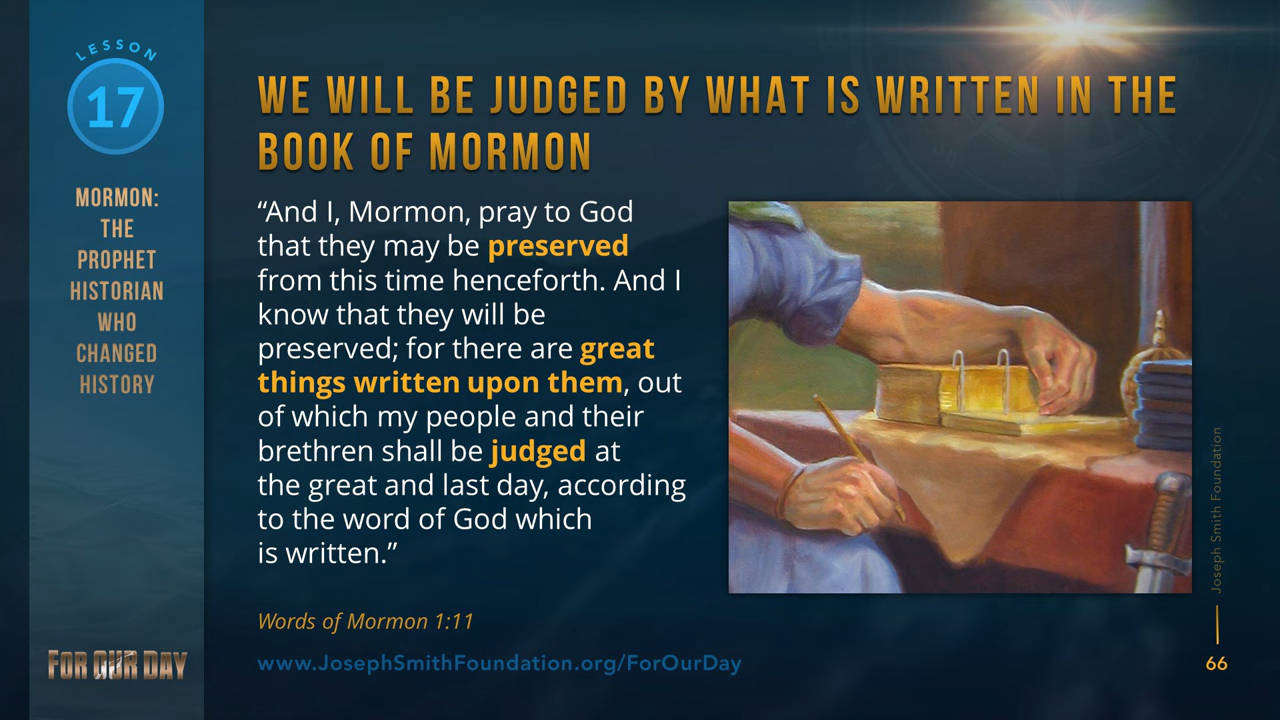 LESSON
17
MORMON:
THE
PROPHET
HISTORIAN
WHO
CHANGED
HISTORY
FOR OUR DAY
WE WILL BE JUDGED BY WHAT IS WRITTEN IN THE
BOOK OF MORMON
“And I, Mormon, pray to God
that they may be preserved
from this time henceforth. And I
know that they will be
preserved; for there are great
things written upon them, out
of which my people and their
brethren shall be judged at
the great and last day, according
to the word of God which
is written.”
Words of Mormon 1:11
www.JosephSmithFoundation.org/ForOurDay
Joseph Smith Foundation
66